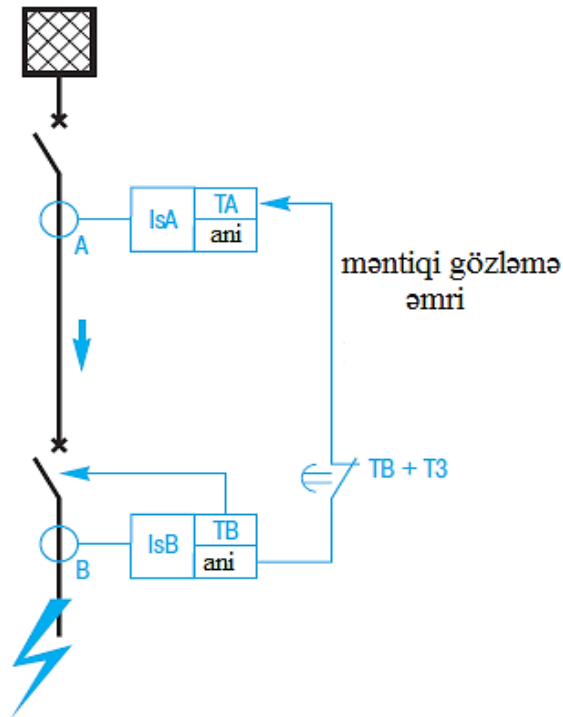 IsA
TA
ani
A
məntiqi gözləmə
əmri
TB + T3
IsB
TB
ani
B